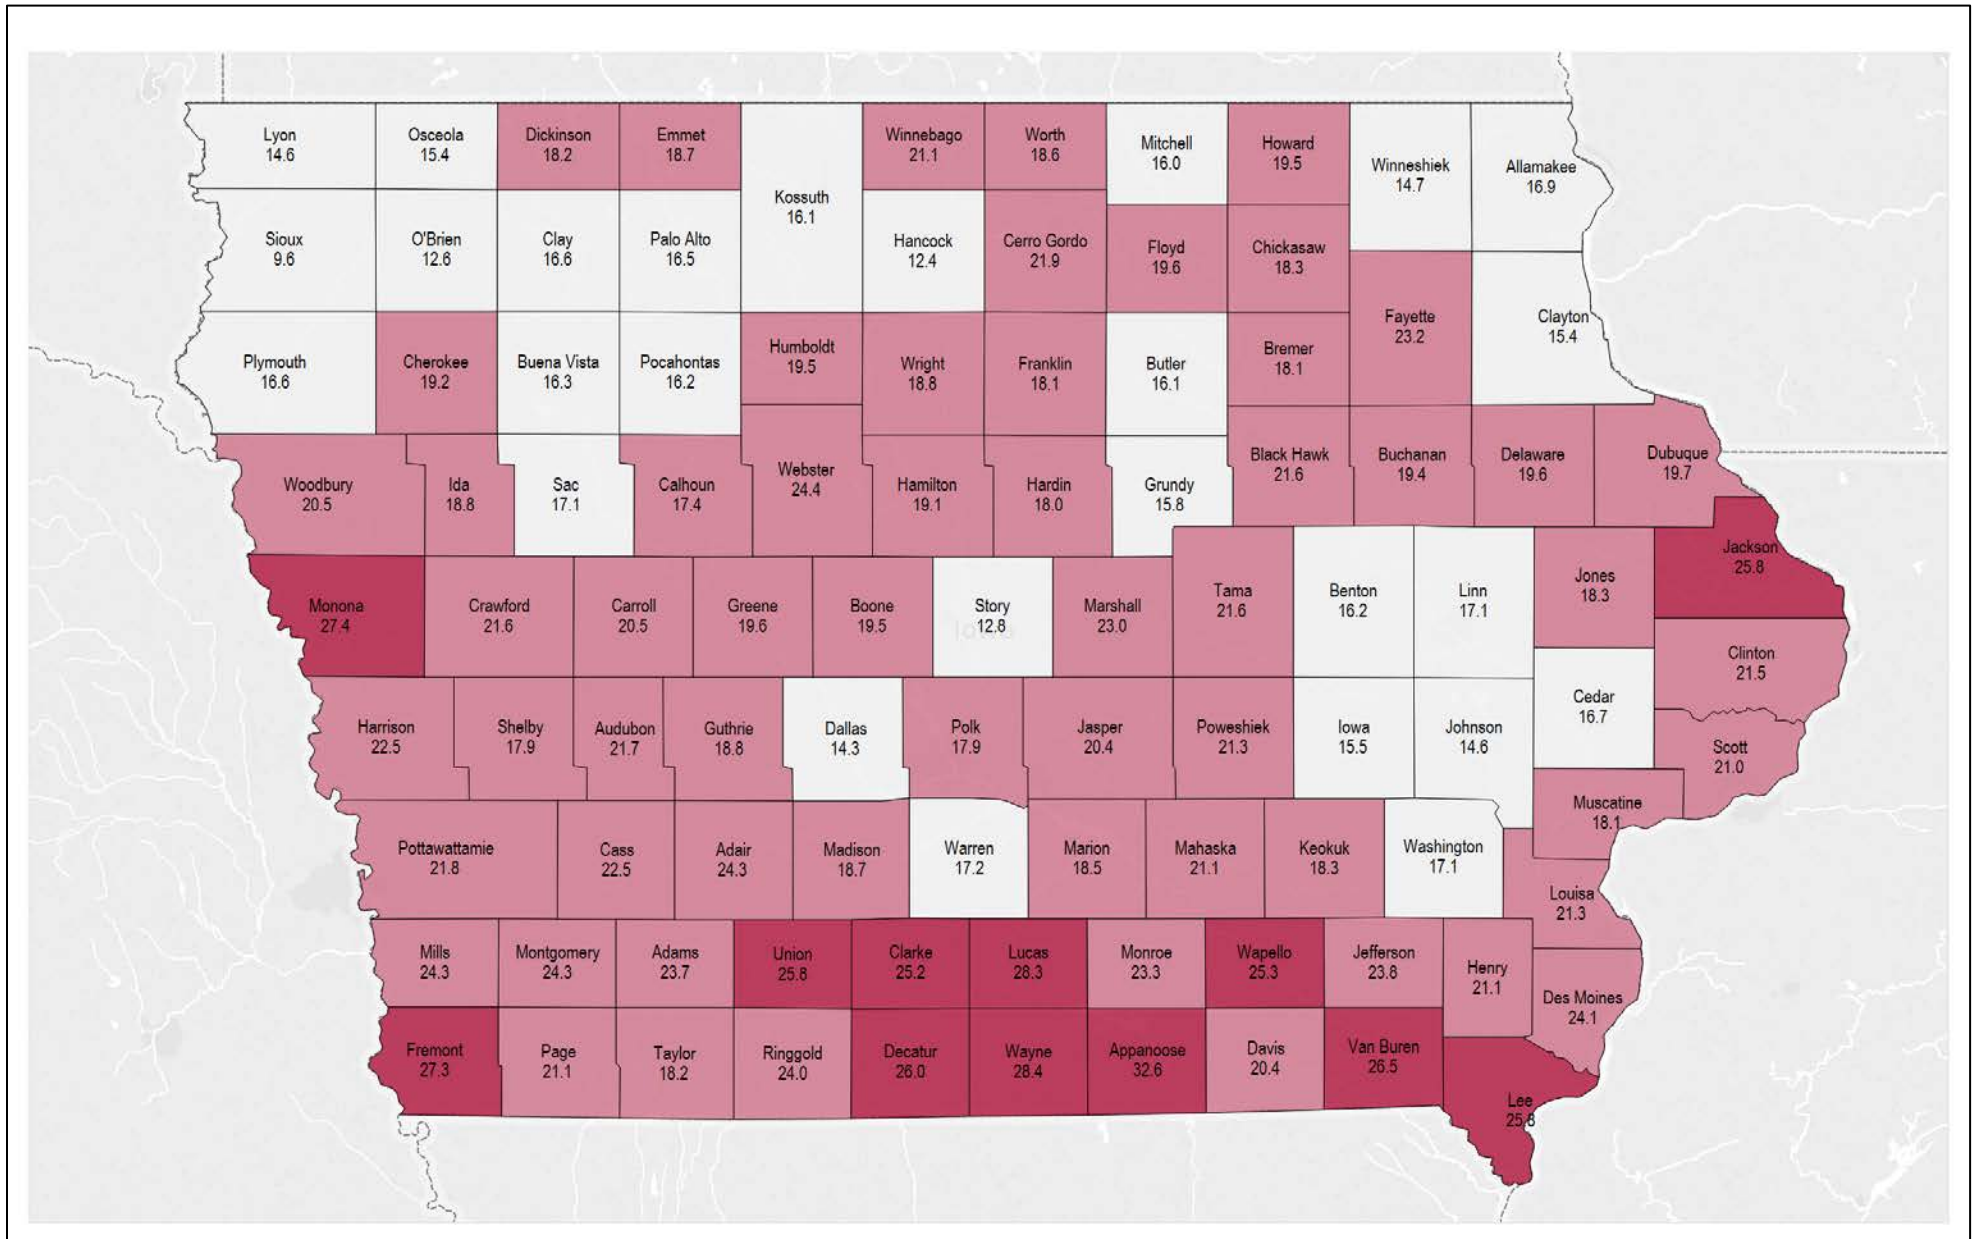 Lyon
14.6
Osceola
15.4
Dickinson
18.2
Emmet
18.7
Kossuth
16.1
Winnebago
21.1
Worth
18.6
Mitchell
16.0
Howard
19.5
Winneshiek
14.7
Allamakee
16.9
Sioux
9.6
O'Brien
12.6
Clay
16.6
Palo Alto
16.5
Hancock
12.4
Cerro Gordo
21.9
Floyd
19.6
Chickasaw
18.3
Fayette
23.2
Clayton
15.4
Plymouth
16.6
Cherokee
19.2
Buena Vista
16.3
Pocahontas
16.2
Humboldt
19.5
Wright
18.8
Franklin
18.1
Butler
16.1
Bremer
18.1
Woodbury
20.5
Ida
18.8
Sac
17.1
Calhoun
17.4
Webster
24.4
Hamilton
19.1
Hardin
18.0
Grundy
15.8
Black Hawk
21.6
Buchanan
19.4
Delaware
19.6
Dubuque
19.7
Jackson
25.8
Monona
27.4
Crawford
21.6
Carroll
20.5
Greene
19.6
Boone
19.5
Story
12.8
Marshall
23.0
Tama
21.6
Benton
16.2
Linn
17.1
Jones
18.3
Clinton
21.5
Harrison
22.5
Shelby
17.9
Audubon
21.7
Guthrie
18.8
Dallas
14.3
Polk
17.9
Jasper
20.4
Poweshiek
21.3
Iowa
15.5
Johnson
14.6
Cedar
16.7
Scott
21.0
Muscatine
18.1
Pottawattamie
21.8
Cass
22.5
Adair
24.3
Madison
18.7
Warren
17.2
Marion
18.5
Mahaska
21.1
Keokuk
18.3
Washington
17.1
Louisa
21.3
Mills
24.3
Montgomery
24.3
Adams
23.7
Union
25.8
Clarke
25.2
Lucas
28.3
Monroe
23.3
Wapello
25.3
Jefferson
23.8
Henry
21.1
Des Moines
24.1
Fremont
27.3
Page
21.1
Taylor
18.2
Ringgold
24.0
Decatur
26.0
Wayne
28.4
Appanoose
32.6
Davis
20.4
Van Buren
26.5
Lee
25.8